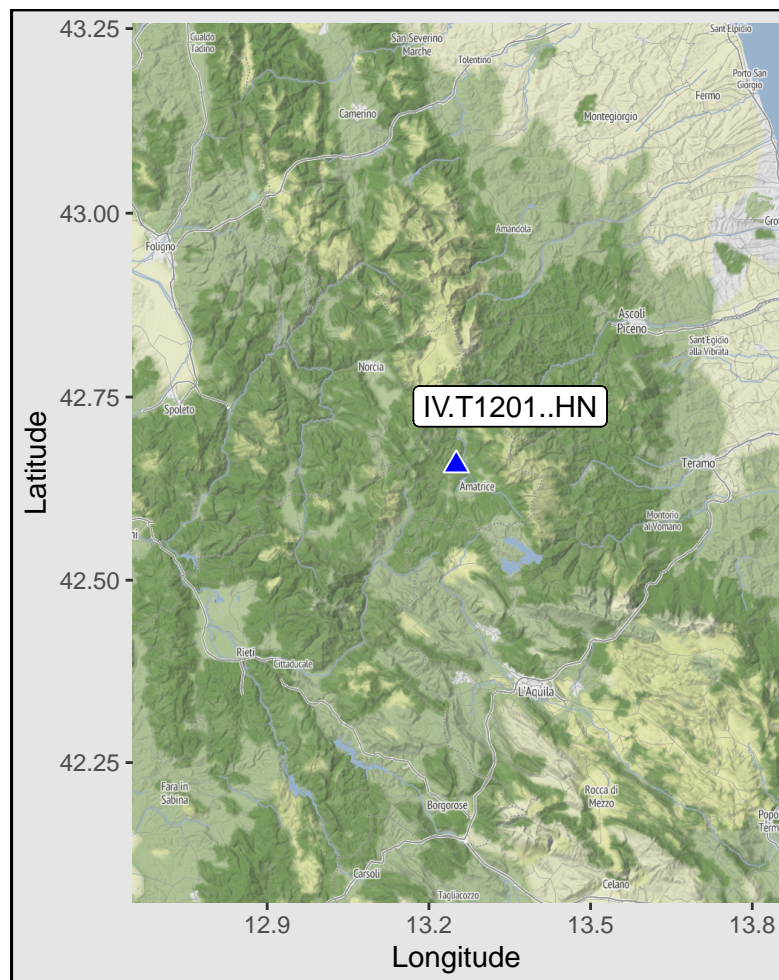 43.25
43.00
42.75
42.50
42.25
Latitude
12.9
13.2
13.5
13.8
Longitude
IV.T1201..HN
Gualdo
Tadino
San Severino
Marche
Tolentino
Sant'Elpidio
Porto San
Giorgio
Fermo
Camerino
Montegiorgio
Foligno
Amandola
Ascoli
Piceno
Sant'Egidio
alla Vibrata
Norcia
Spoleto
Teramo
Amatrice
Montorio
al Vomano
Rieti
Cittaducale
L'Aquila
Fara in
Sabina
Borgorose
Rocca di
Mezzo
Carsoli
Tagliacozzo
Celano